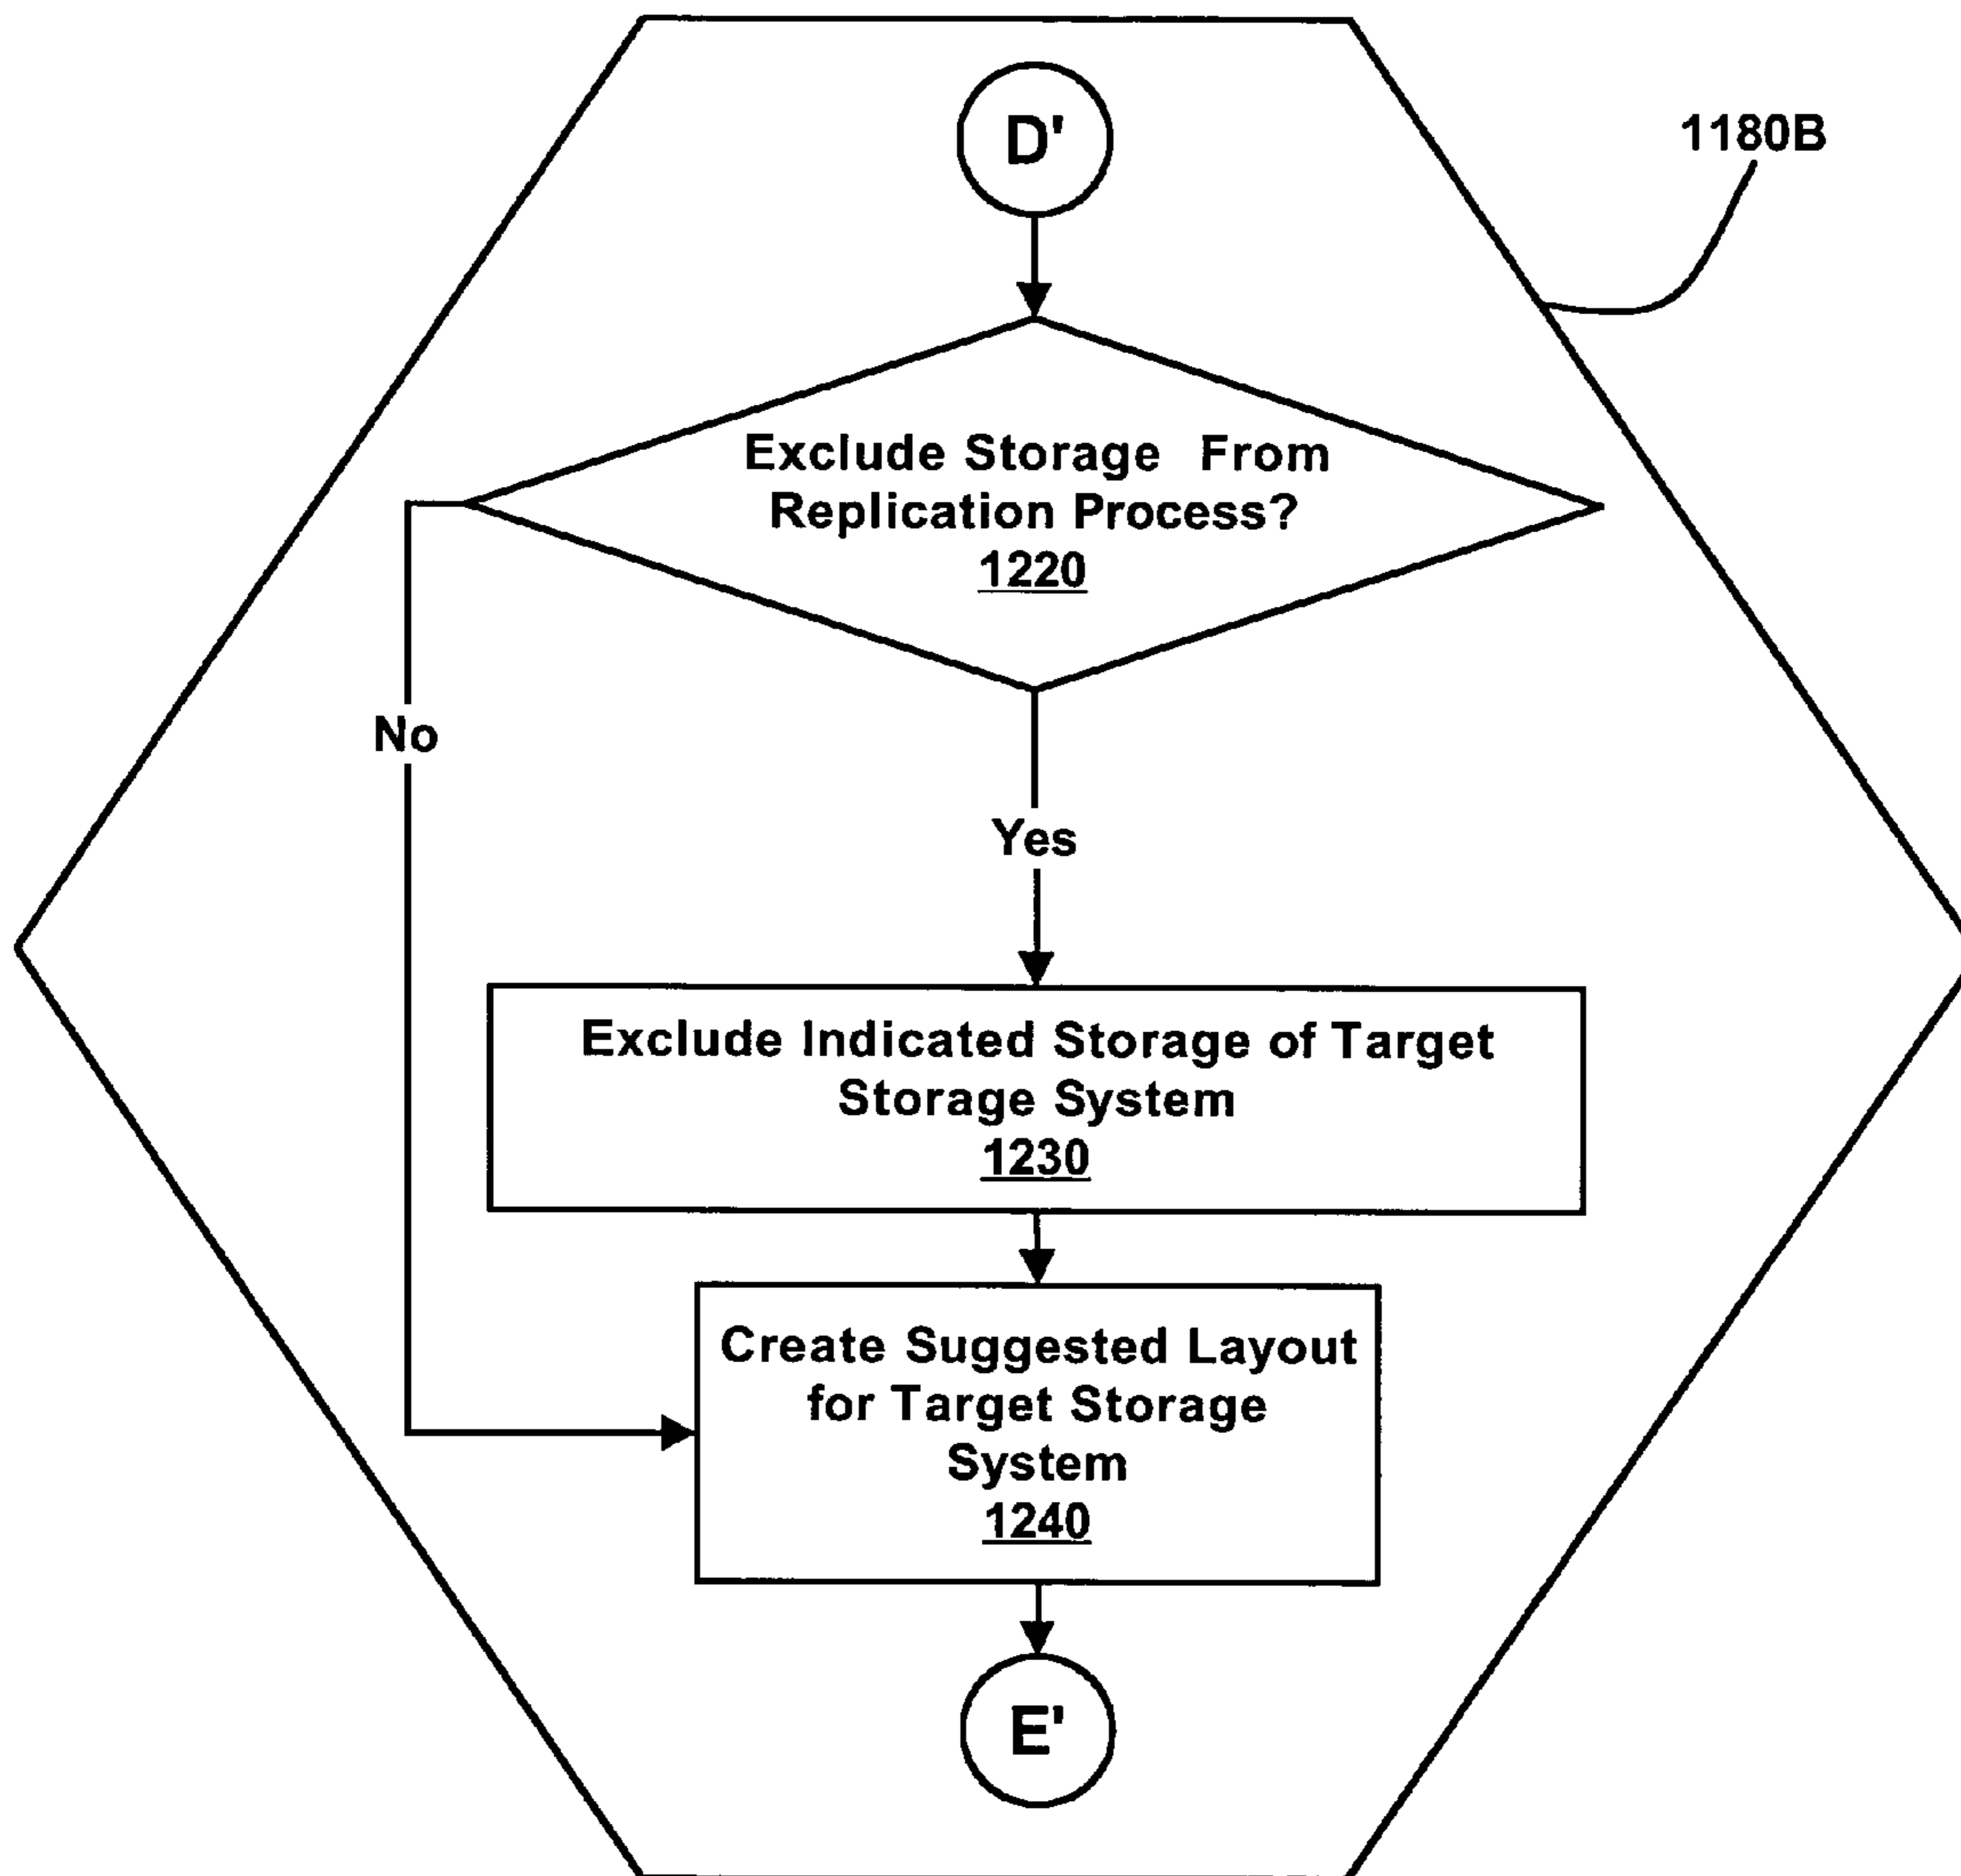 D'
1180B
Exclude Storage From
Replication Process?
1220
No
Yes
Exclude Indicated Storage of Target
Storage System
1230
Create Suggested Layout
for Target Storage
System
1240
E'